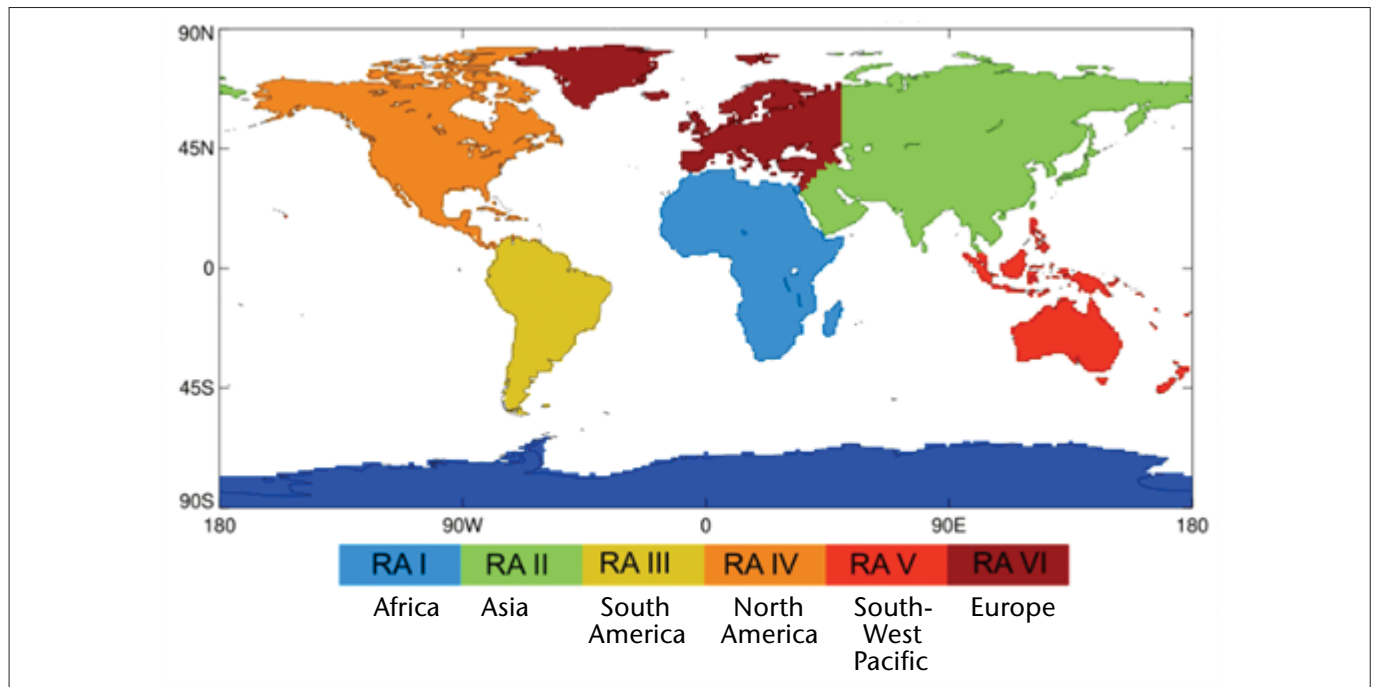 90N
45N
0
45S
90S
180 90W 0 90E 180
RA I RA II RA III RA IV RA V RA VI
Africa Asia South America North America South-West Pacific Europe